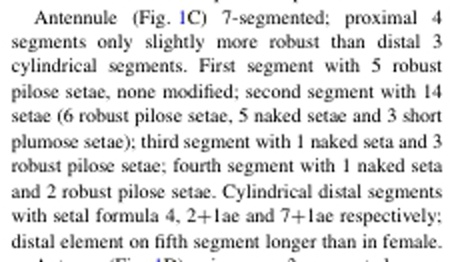 Antennule (Fig. 1C) 7-segmented; proximal 4
segments only slightly more robust than distal 3
cylindrical segments. First segment with 5 robust
pilose setae, none modified; second segment with 14
setae (6 robust pilose setae, 5 naked setae and 3 short
plumose setae); third segment with 1 naked seta and 3
robust pilose setae; fourth segment with 1 naked seta
and 2 robust pilose setae. Cylindrical distal segments
with setal formula 4, 2+1ae and 7+1ae respectively;
distal element on fifth segment longer than in female.